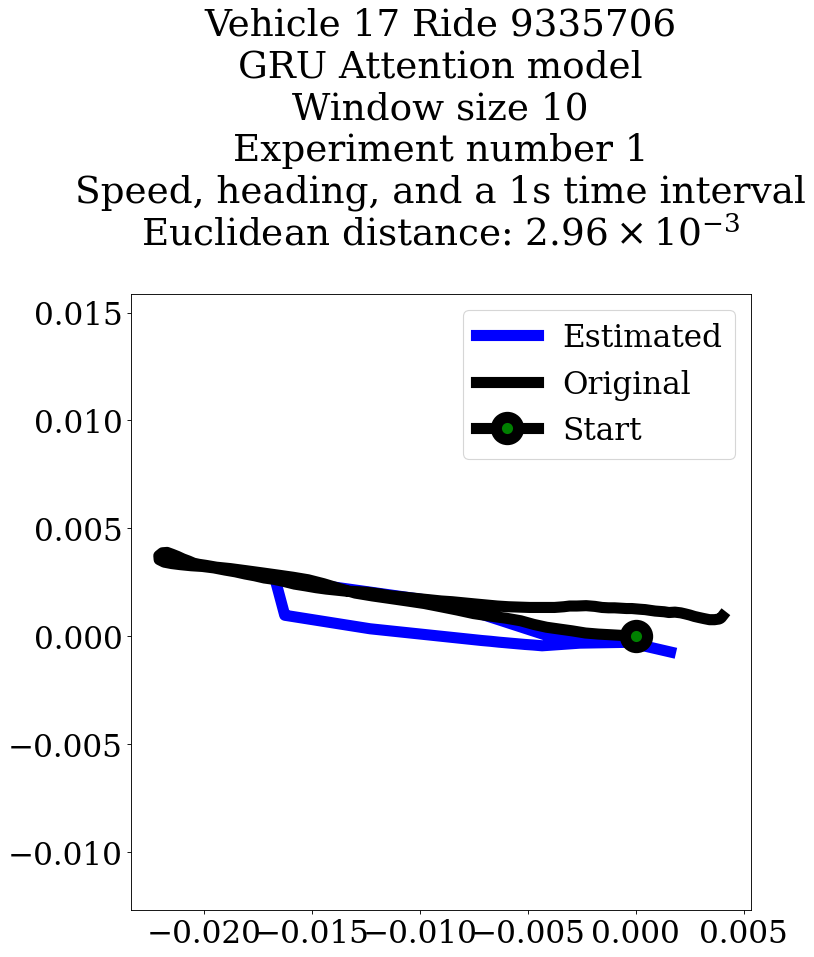 Vehicle 17 Ride 9335706
GRU Attention model
Window size 10
Experiment number 1
Speed, heading, and a 1s time interval
Euclidean distance: 2.96 × 10⁻³
Estimated
Original
Start
0.015
0.010
0.005
0.000
−0.005
−0.010
−0.020 −0.015 −0.010 −0.005 0.000 0.005